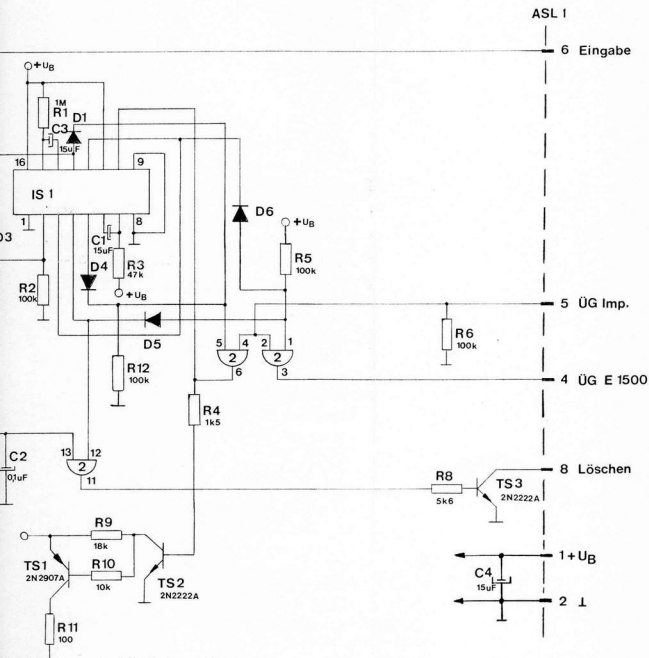 ASL 1
6 Eingabe
+UB
1M
R1
C3
15uF
D1
16
9
IS 1
1
8
D3
C1
15uF
D4
R3
47k
+UB
R2
100k
D6
+UB
R5
100k
5 ÜG Imp.
D5
R6
100k
R12
100k
5
4
2
1
2
2
6
3
4 ÜG E 1500
R4
1k5
C2
0,1uF
13
12
2
11
8 Löschen
R8
5k6
TS3
2N2222A
R9
18k
TS1
2N2907A
R10
10k
TS2
2N2222A
1 +UB
C4
15uF
2 ⊥
R11
100